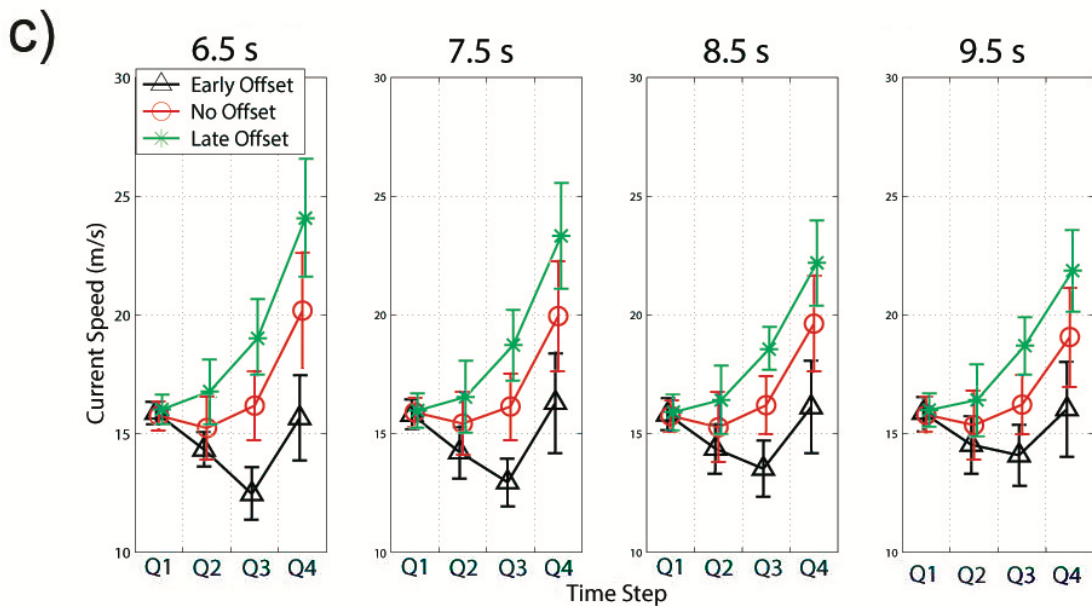 c)
6.5 s 7.5 s 8.5 s 9.5 s
Early Offset
No Offset
Late Offset
Current Speed (m/s)
30 30 30 30
25 25 25 25
20 20 20 20
15 15 15 15
10 10 10 10
Q1 Q2 Q3 Q4 Q1 Q2 Q3 Q4 Q1 Q2 Q3 Q4 Q1 Q2 Q3 Q4
Time Step